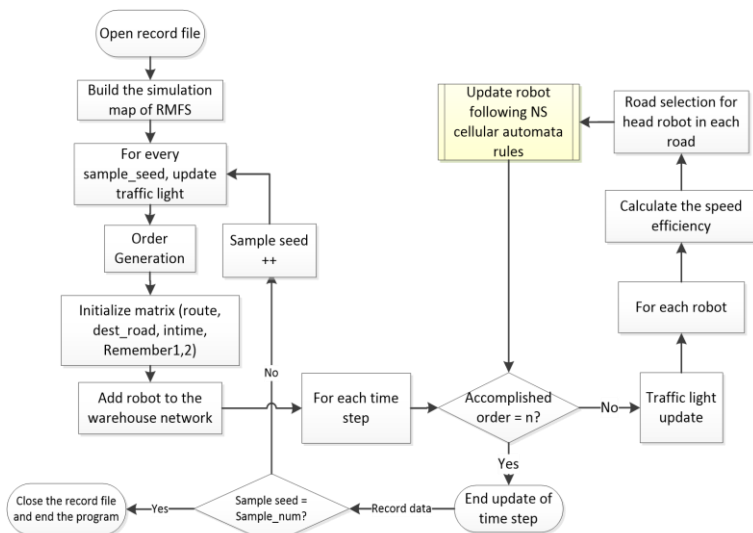 Open record file
Build the simulation
map of RMFS
For every
sample_seed, update
traffic light
Order
Generation
Initialize matrix (route,
dest_road, intime,
Remember1,2)
Add robot to the
warehouse network
Sample seed
++
No
For each time
step
Update robot
following NS
cellular automata
rules
Accomplished
order = n?
No
Traffic light
update
For each robot
Calculate the speed
efficiency
Road selection for
head robot in each
road
Yes
End update of
time step
Record data
Sample seed =
Sample_num?
Yes
Close the record file
and end the program